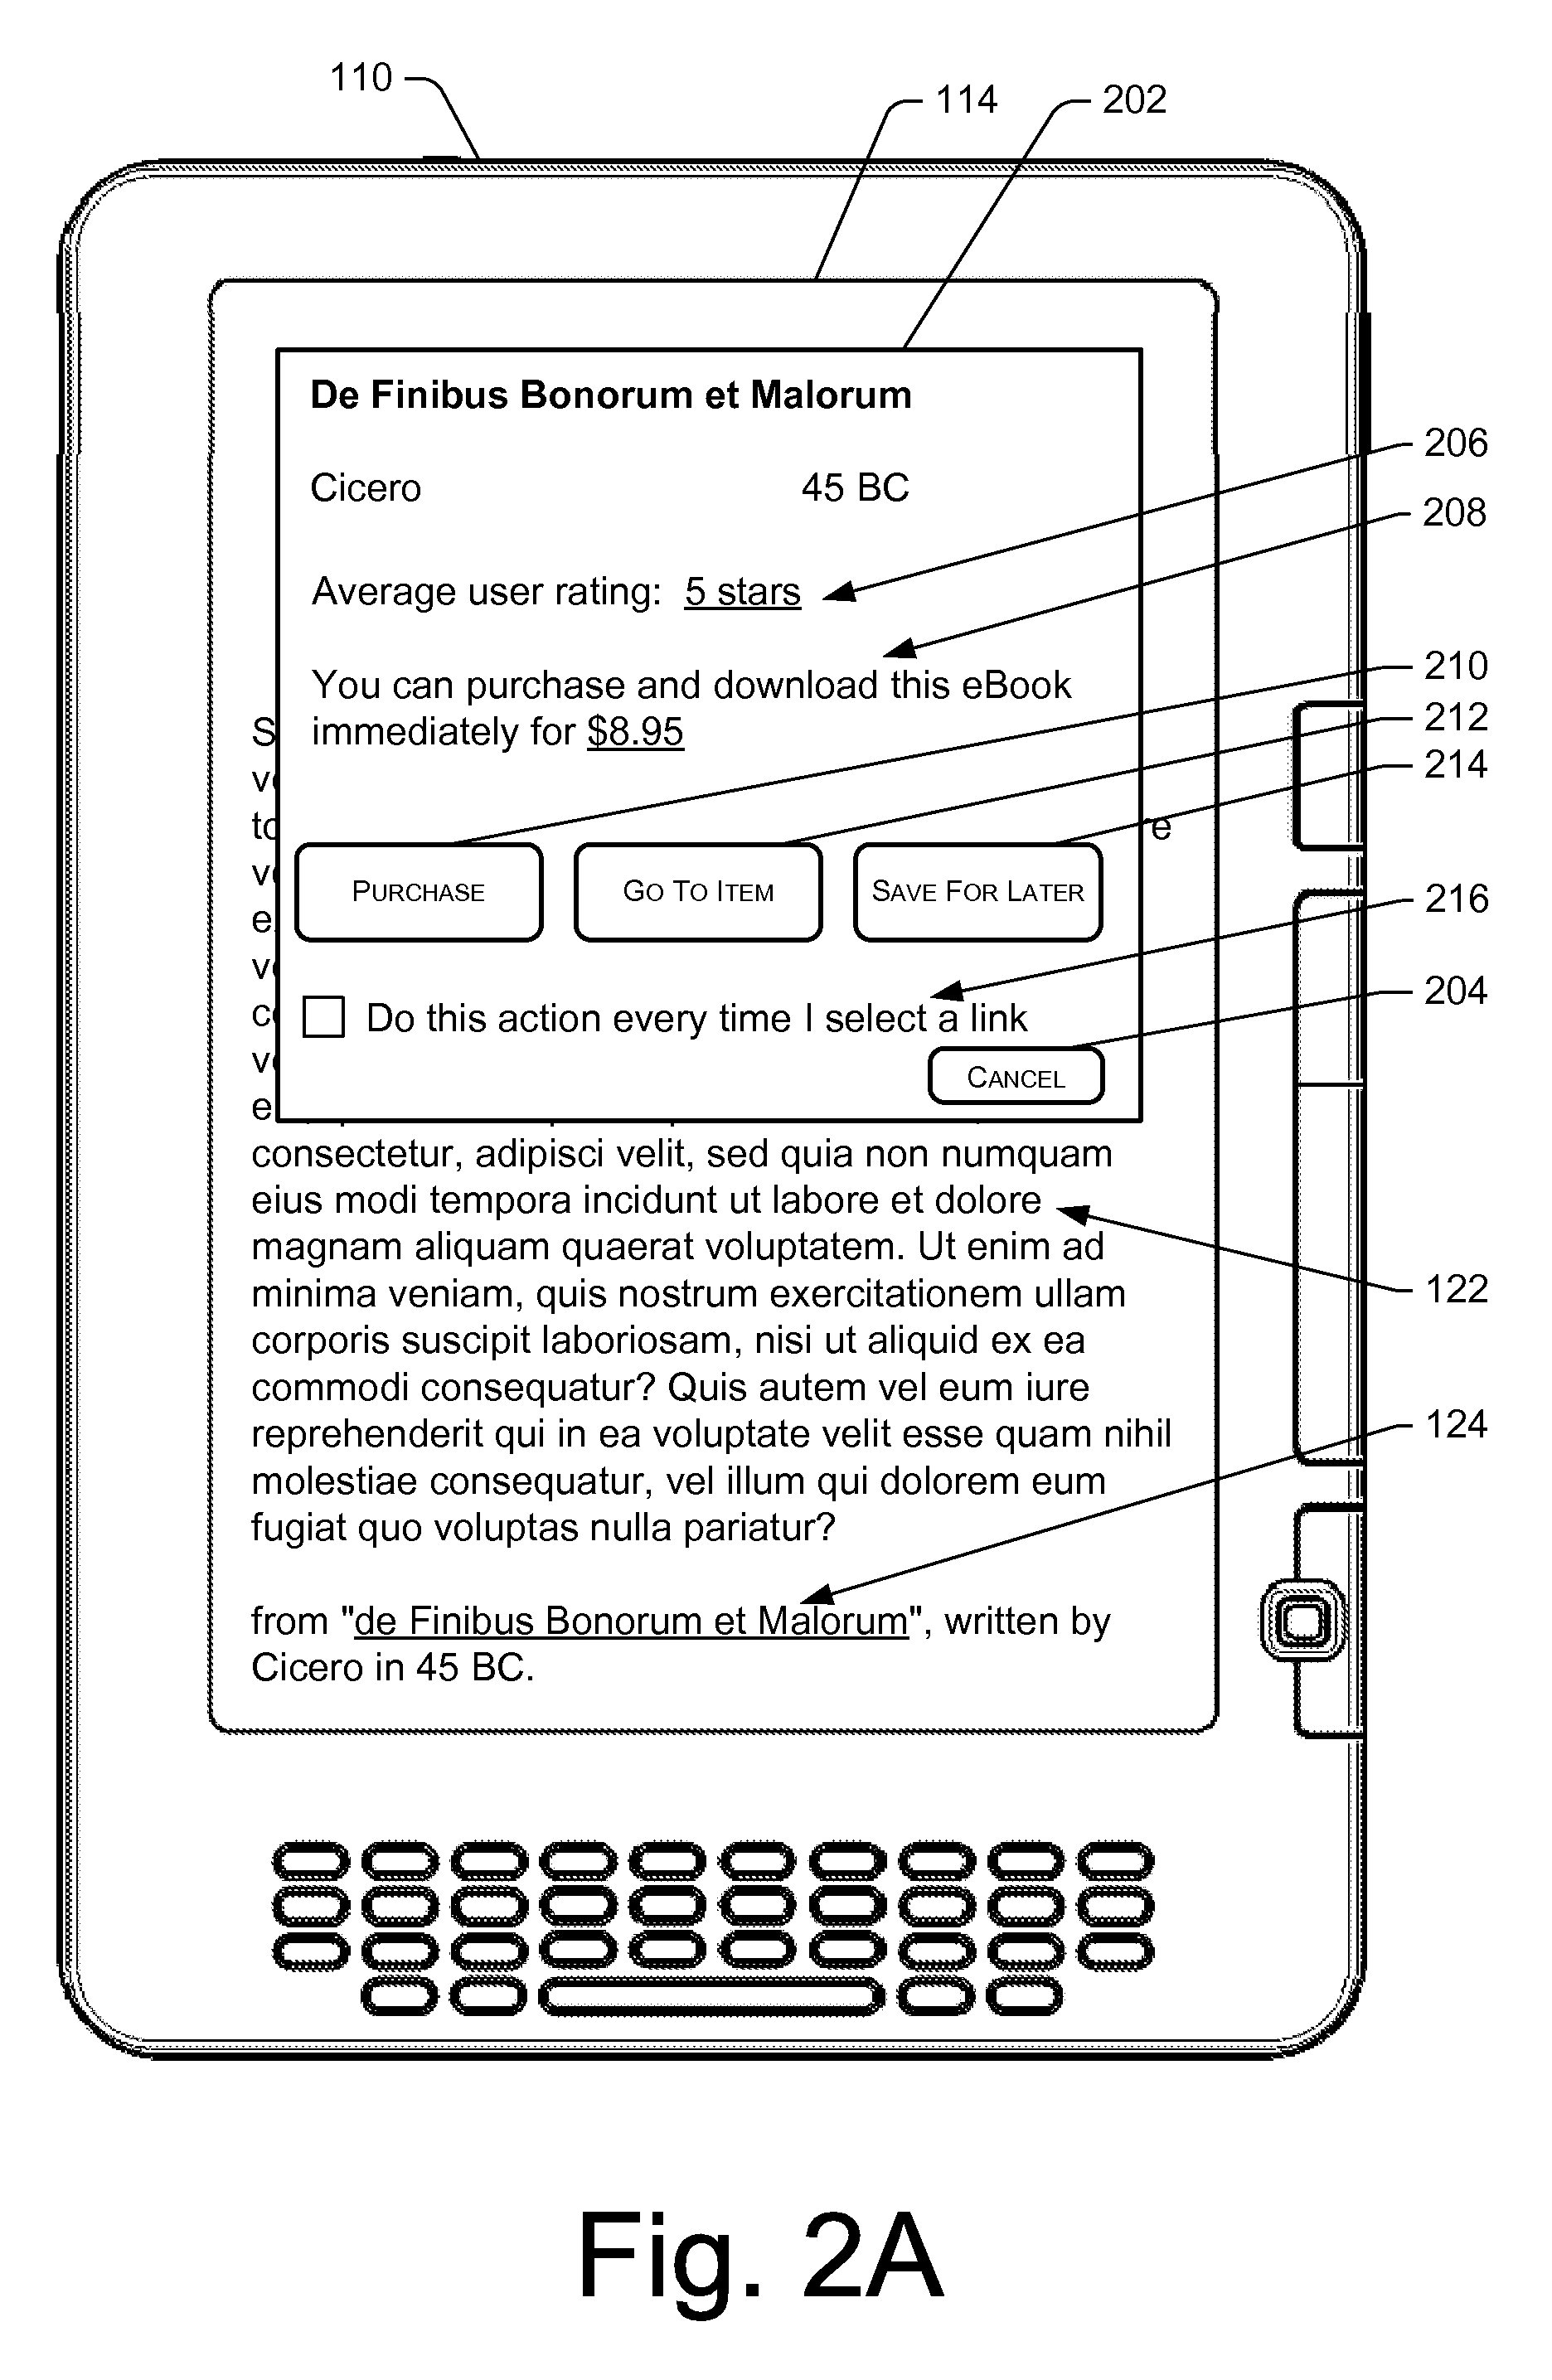 110
114
202
De Finibus Bonorum et Malorum
206
Cicero 45 BC
208
Average user rating: 5 stars
210
You can purchase and download this eBook
212
S immediately for $8.95
214
to re
PURCHASE GO TO ITEM SAVE FOR LATER
216
e
204
Do this action every time I select a link
CANCEL
e
consectetur, adipisci velit, sed quia non numquam
eius modi tempora incidunt ut labore et dolore
magnam aliquam quaerat voluptatem. Ut enim ad
122
minima veniam, quis nostrum exercitationem ullam
corporis suscipit laboriosam, nisi ut aliquid ex ea
commodi consequatur? Quis autem vel eum iure
124
reprehenderit qui in ea voluptate velit esse quam nihil
molestiae consequatur, vel illum qui dolorem eum
fugiat quo voluptas nulla pariatur?
from "de Finibus Bonorum et Malorum", written by
Cicero in 45 BC.
Fig. 2A